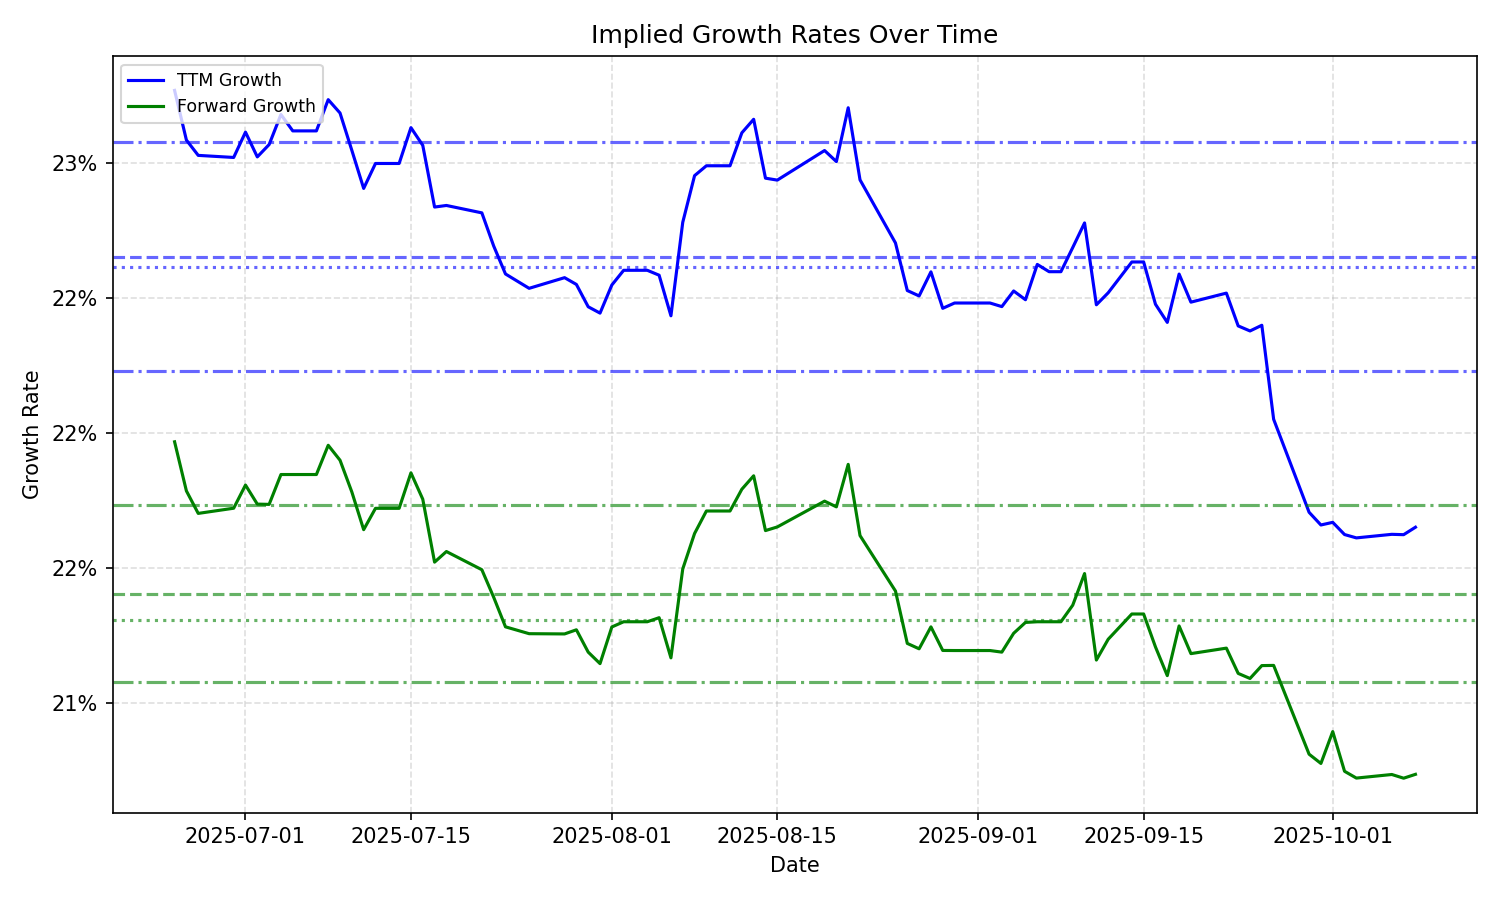 Implied Growth Rates Over Time
TTM Growth
Forward Growth
23%
22%
22%
22%
21%
Growth Rate
2025-07-01
2025-07-15
2025-08-01
2025-08-15
2025-09-01
2025-09-15
2025-10-01
Date